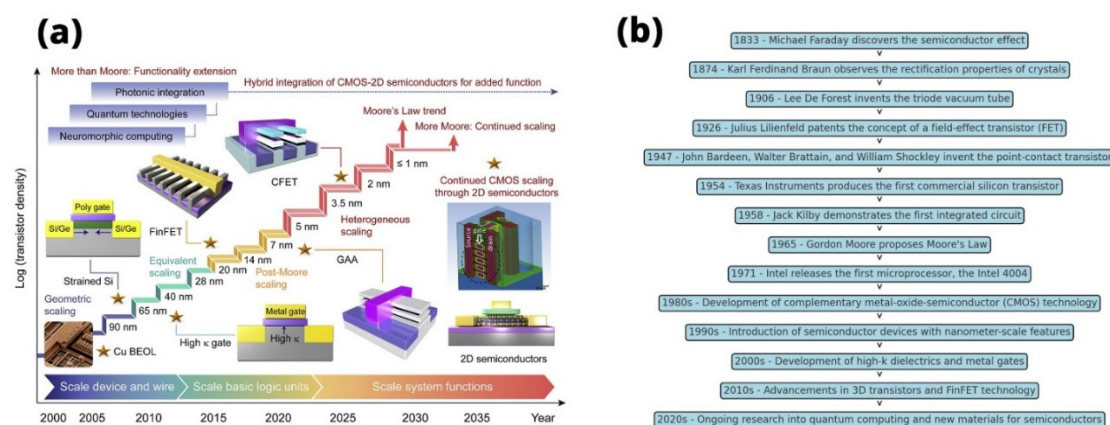 (a)
More than Moore: Functionality extension
Hybrid integration of CMOS-2D semiconductors for added function
Photonic integration
Quantum technologies
Neuromorphic computing
Moore's Law trend
More Moore: Continued scaling
≤ 1 nm
2 nm
3.5 nm
5 nm
7 nm
14 nm
20 nm
28 nm
40 nm
65 nm
90 nm
CFET
Continued CMOS scaling
through 2D semiconductors
Source
gate
drain
Heterogeneous
scaling
Poly gate
Si/Ge
Si/Ge
FinFET
Strained Si
Equivalent
scaling
Post-Moore
scaling
GAA
Geometric
scaling
Cu BEOL
High κ gate
Metal gate
High κ
2D semiconductors
Log (transistor density)
Scale device and wire
Scale basic logic units
Scale system functions
2000 2005 2010 2015 2020 2025 2030 2035 Year
(b)
1833 - Michael Faraday discovers the semiconductor effect
1874 - Karl Ferdinand Braun observes the rectification properties of crystals
1906 - Lee De Forest invents the triode vacuum tube
1926 - Julius Lilienfeld patents the concept of a field-effect transistor (FET)
1947 - John Bardeen, Walter Brattain, and William Shockley invent the point-contact transistor
1954 - Texas Instruments produces the first commercial silicon transistor
1958 - Jack Kilby demonstrates the first integrated circuit
1965 - Gordon Moore proposes Moore's Law
1971 - Intel releases the first microprocessor, the Intel 4004
1980s - Development of complementary metal-oxide-semiconductor (CMOS) technology
1990s - Introduction of semiconductor devices with nanometer-scale features
2000s - Development of high-k dielectrics and metal gates
2010s - Advancements in 3D transistors and FinFET technology
2020s - Ongoing research into quantum computing and new materials for semiconductors